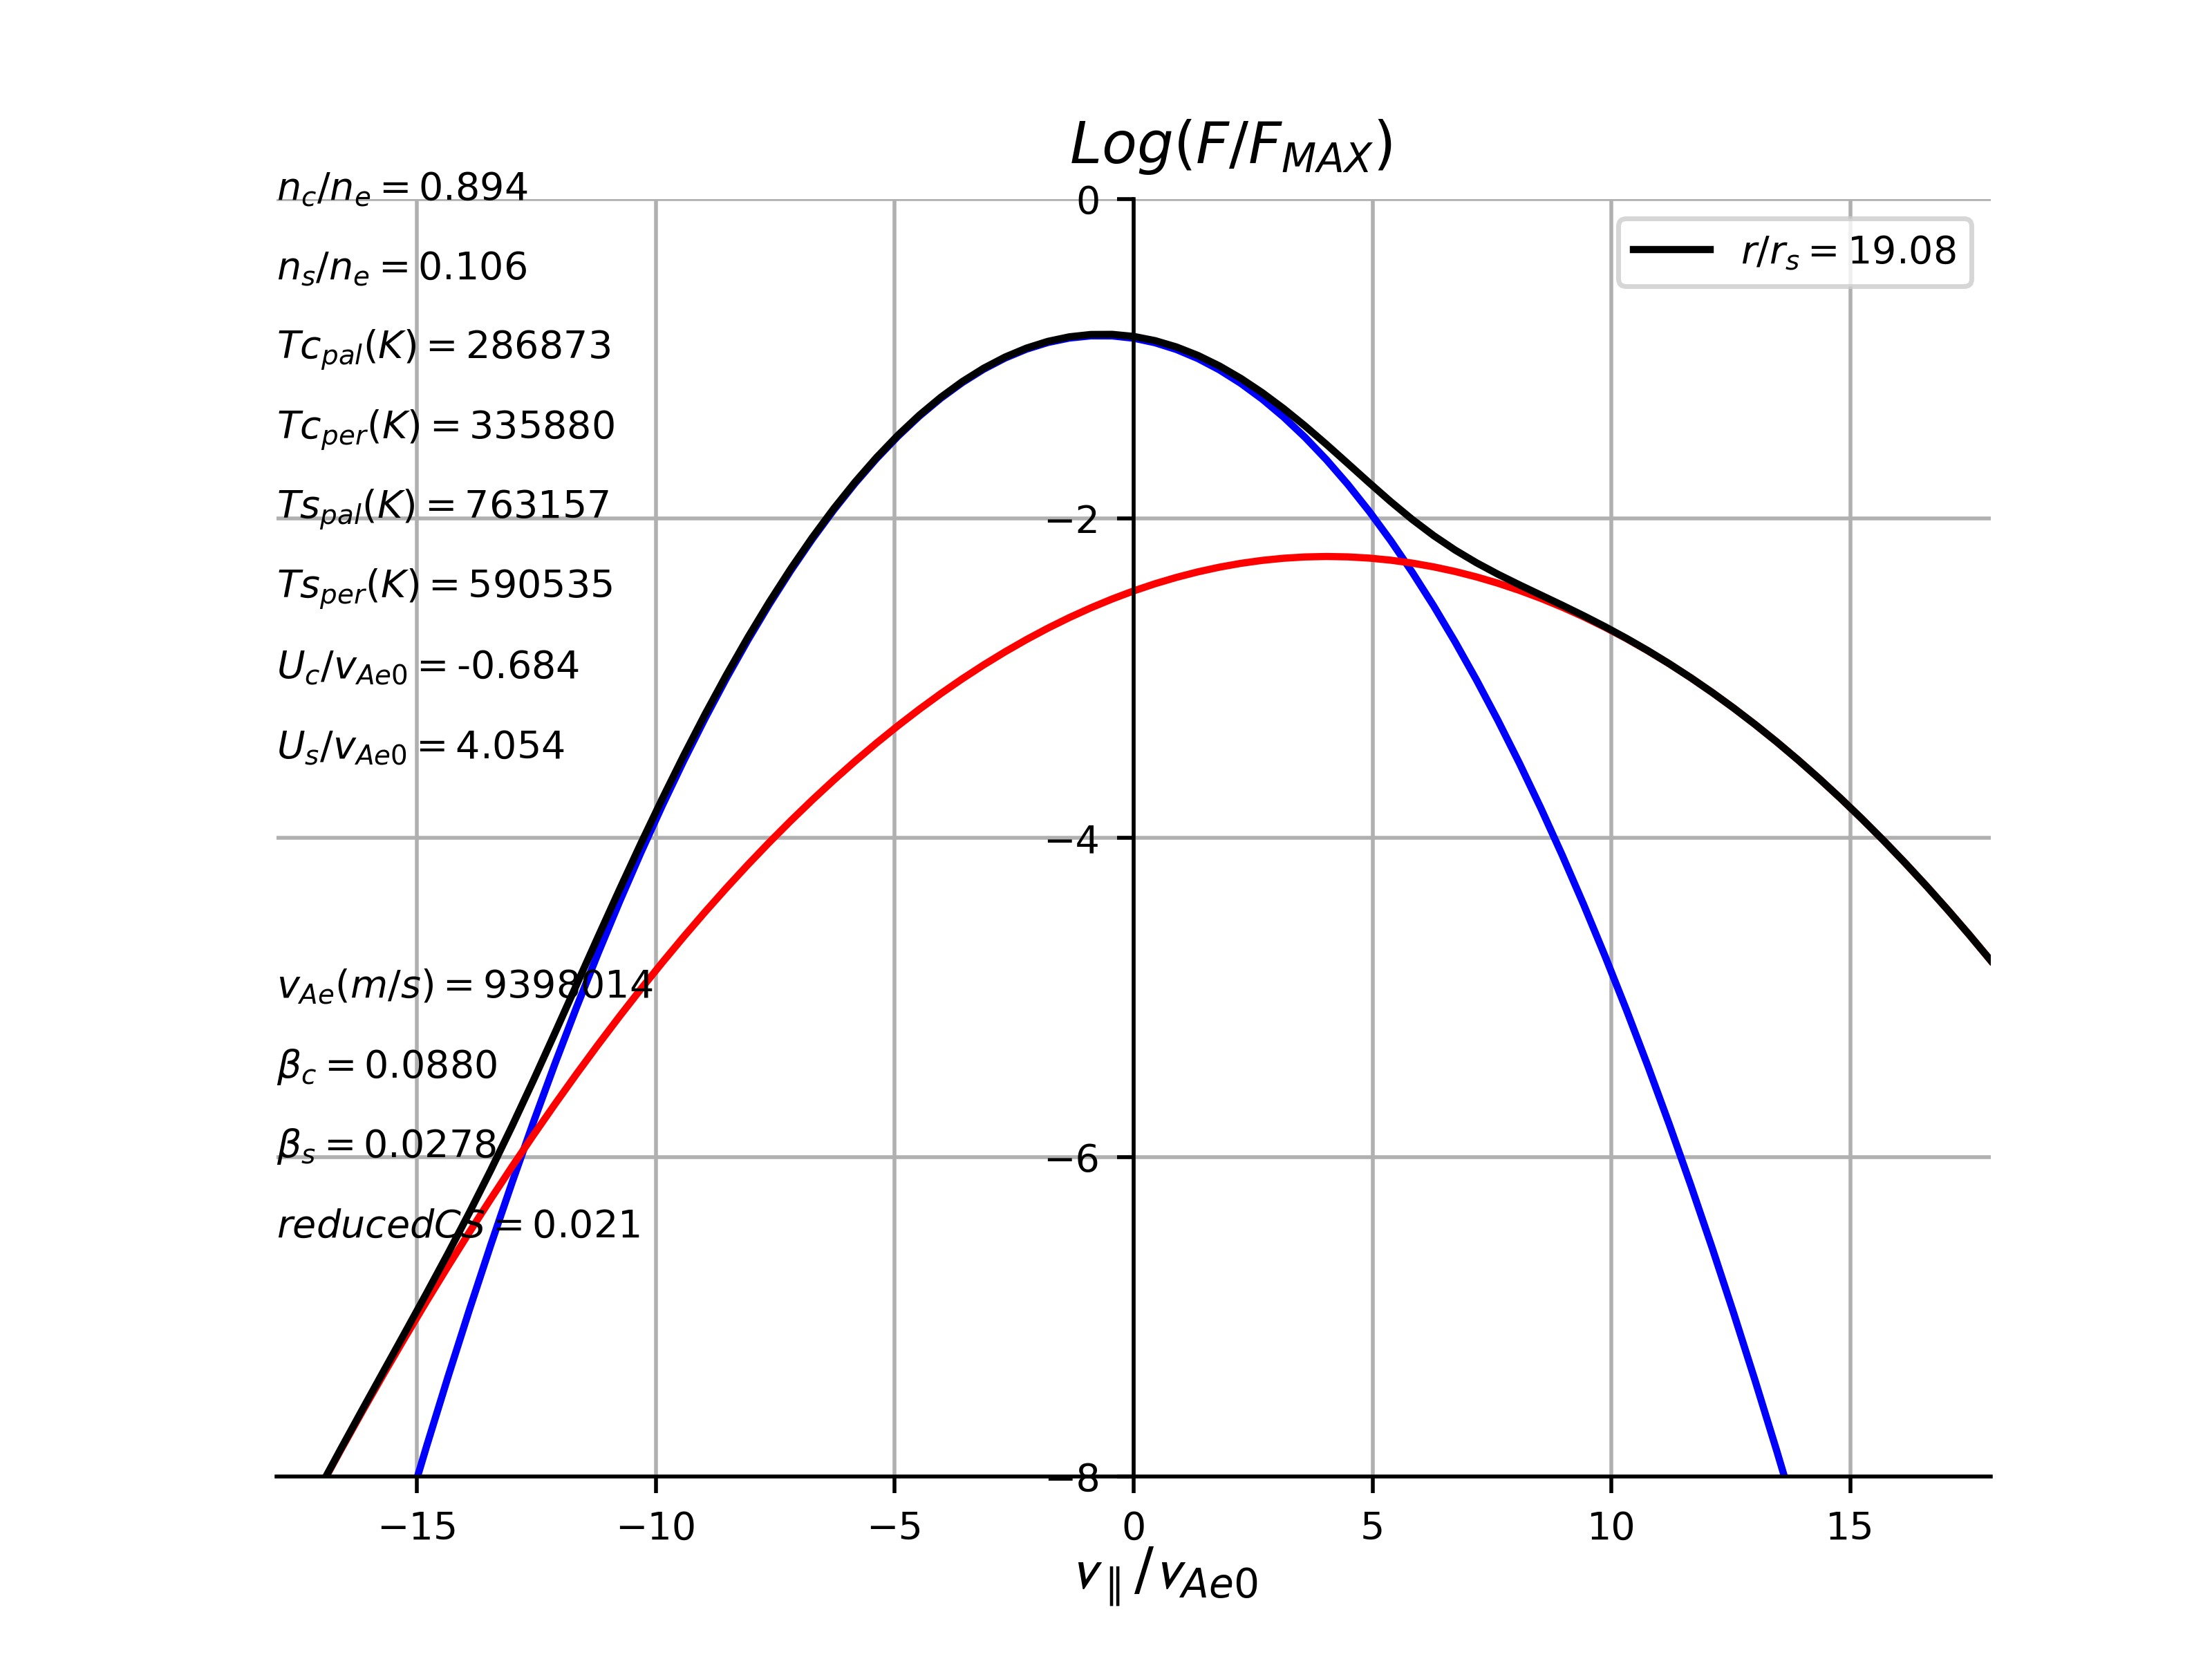 Log(F/F_MAX)
n_c/n_e = 0.894
0
r/r_s = 19.08
n_s/n_e = 0.106
Tc_pal(K) = 286873
Tc_per(K) = 335880
Ts_pal(K) = 763157
−2
Ts_per(K) = 590535
U_c/v_Ae0 = -0.684
U_s/v_Ae0 = 4.054
−4
v_Ae(m/s) = 9398014
β_c = 0.0880
β_s = 0.0278
−6
reducedCS = 0.021
−8
−15 −10 −5 0 5 10 15
v_∥/v_Ae0